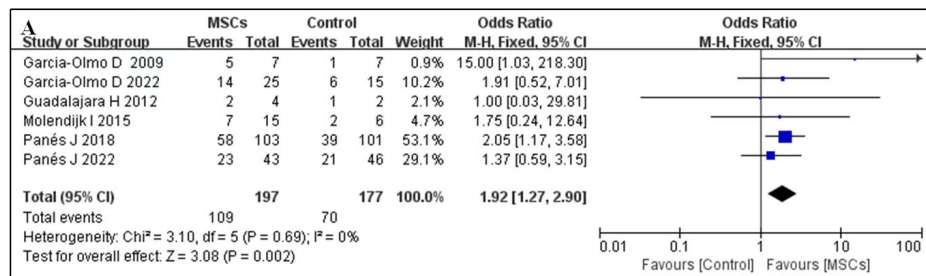 A
MSCs Control Odds Ratio Odds Ratio
Study or Subgroup Events Total Events Total Weight M-H, Fixed, 95% CI M-H, Fixed, 95% CI
Garcia-Olmo D 2009 5 7 1 7 0.9% 15.00 [1.03, 218.30]
Garcia-Olmo D 2022 14 25 6 15 10.2% 1.91 [0.52, 7.01]
Guadalajara H 2012 2 4 1 2 2.1% 1.00 [0.03, 29.81]
Molendijk I 2015 7 15 2 6 4.7% 1.75 [0.24, 12.64]
Panés J 2018 58 103 39 101 53.1% 2.05 [1.17, 3.58]
Panés J 2022 23 43 21 46 29.1% 1.37 [0.59, 3.15]
Total (95% CI) 197 177 100.0% 1.92 [1.27, 2.90]
Total events 109 70
Heterogeneity: Chi² = 3.10, df = 5 (P = 0.69); I² = 0%
Test for overall effect: Z = 3.08 (P = 0.002)
0.01 0.1 1 10 100
Favours [Control] Favours [MSCs]